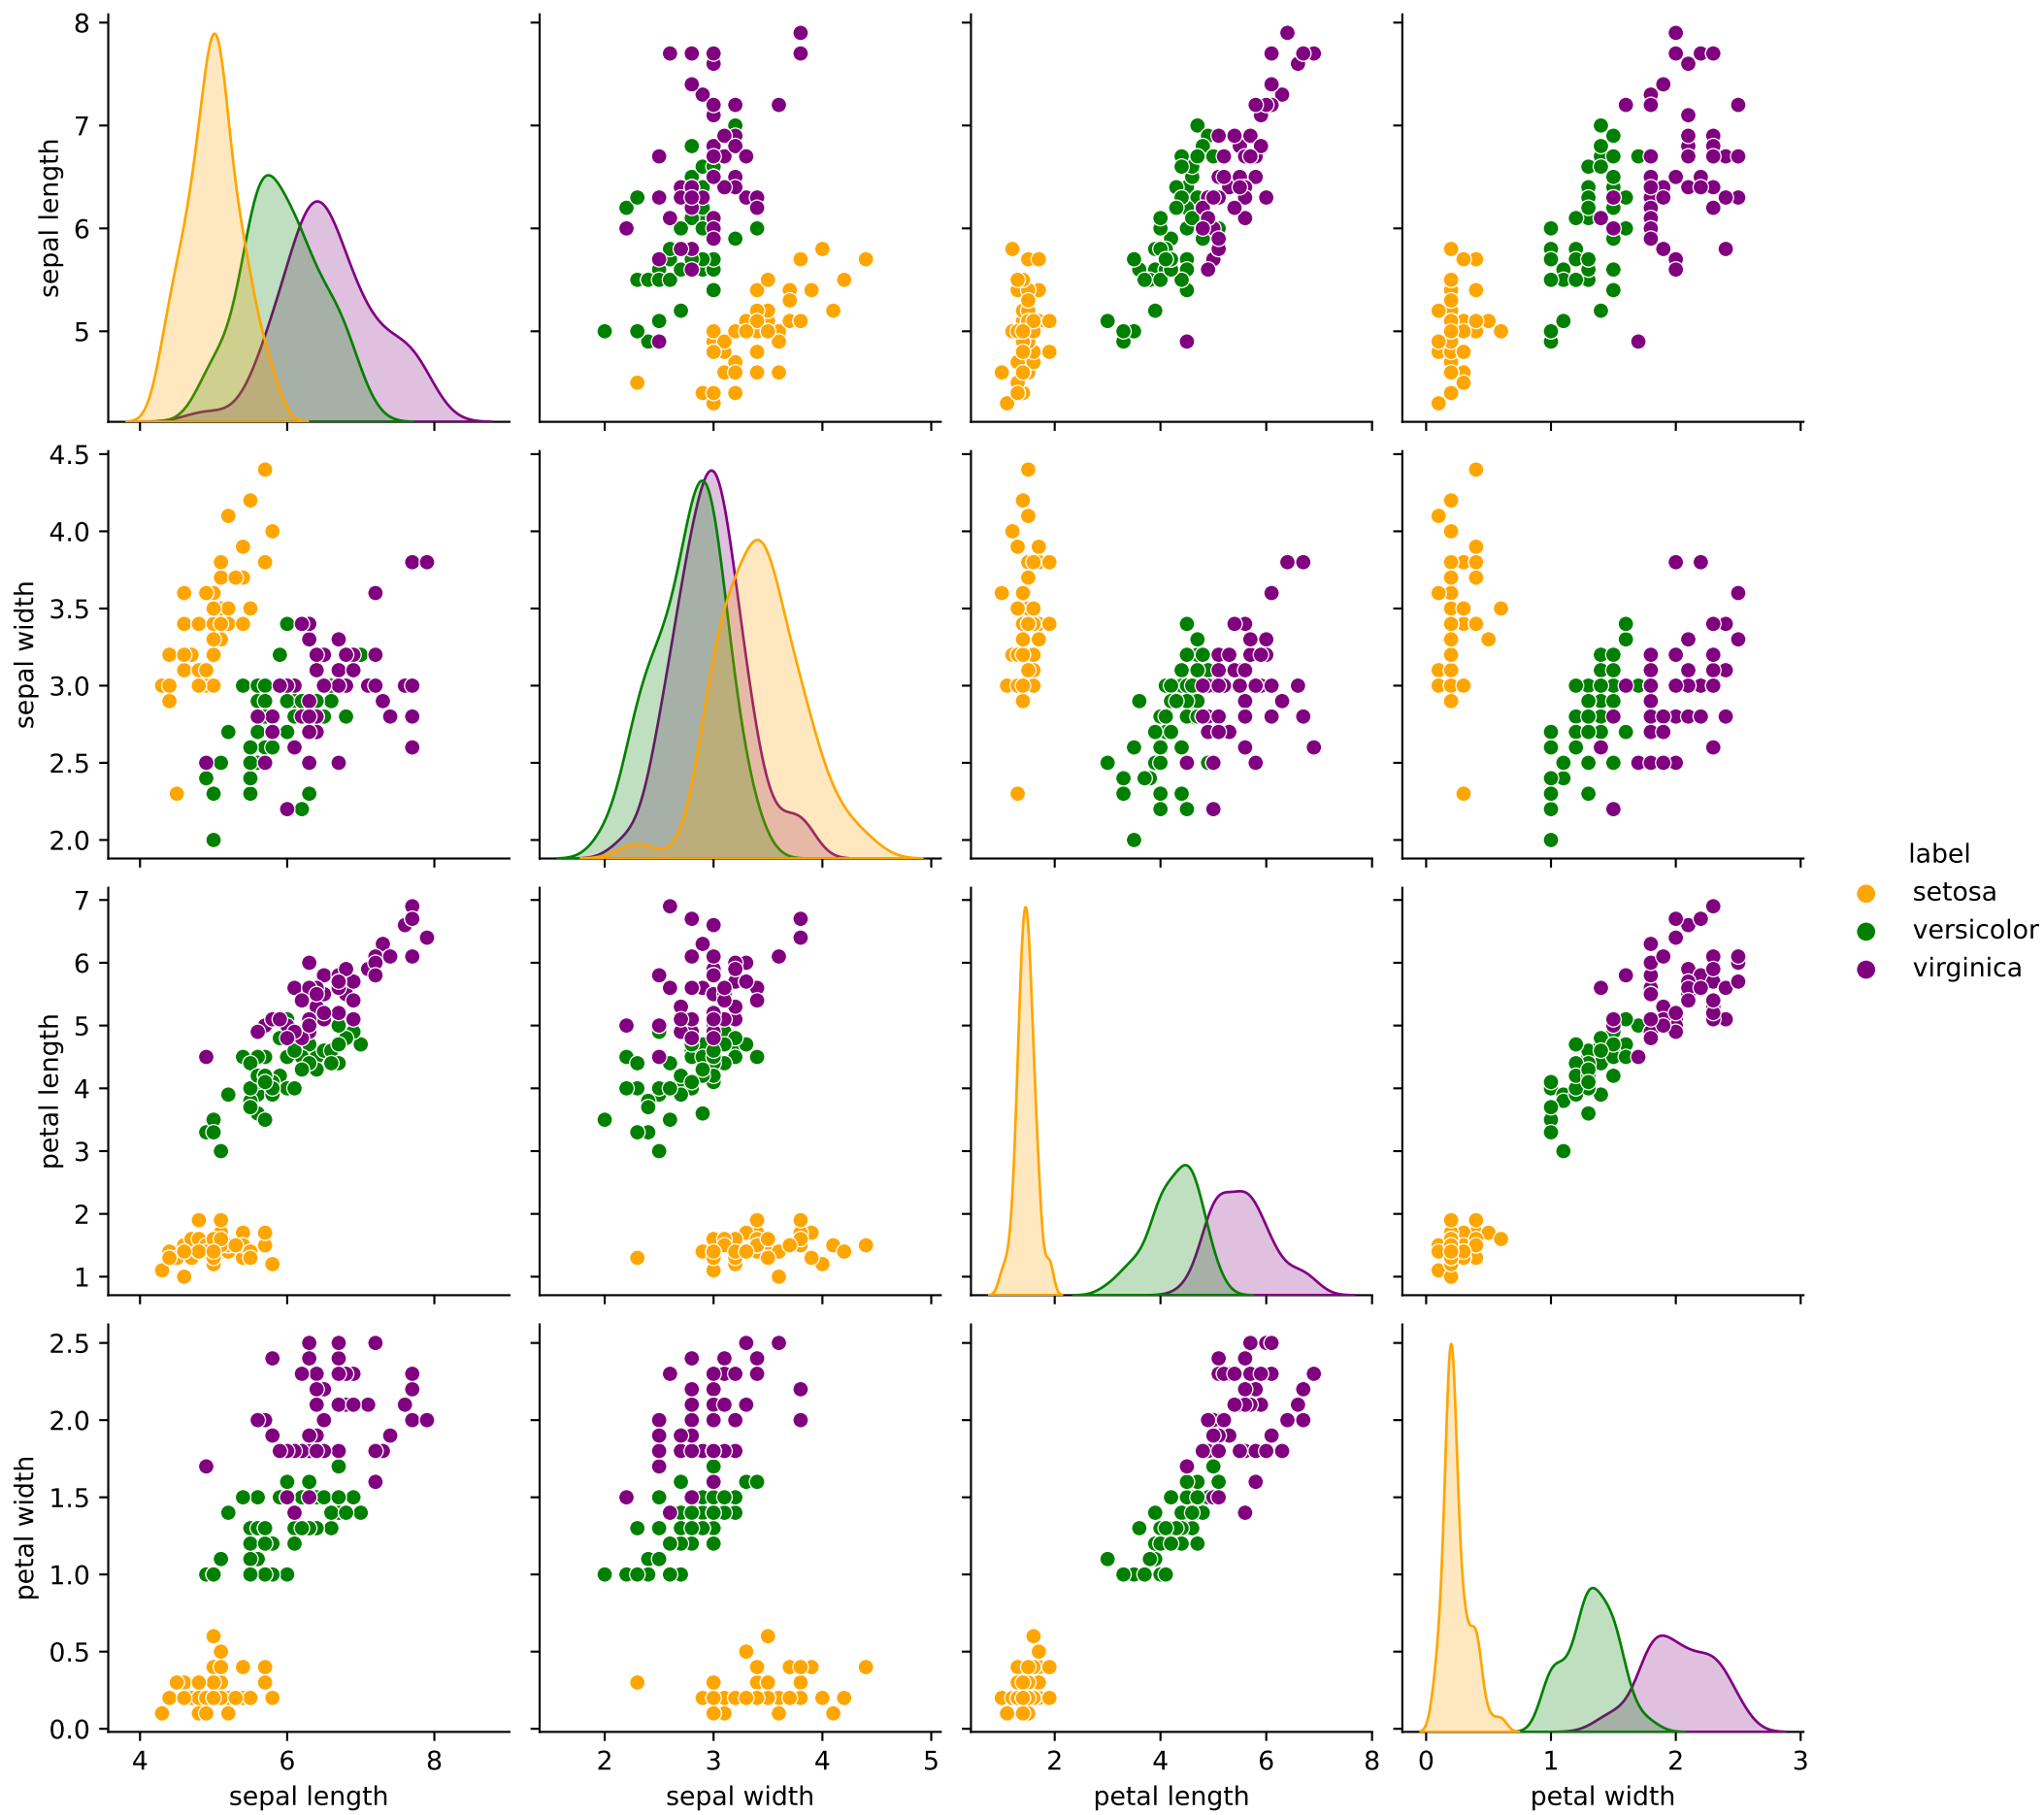 8
7
6
5
sepal length
4.5
4.0
3.5
3.0
2.5
2.0
sepal width
label
setosa
versicolor
virginica
7
6
5
4
3
2
1
petal length
2.5
2.0
1.5
1.0
0.5
0.0
petal width
4 6 8
sepal length
2 3 4 5
sepal width
2 4 6 8
petal length
0 1 2 3
petal width